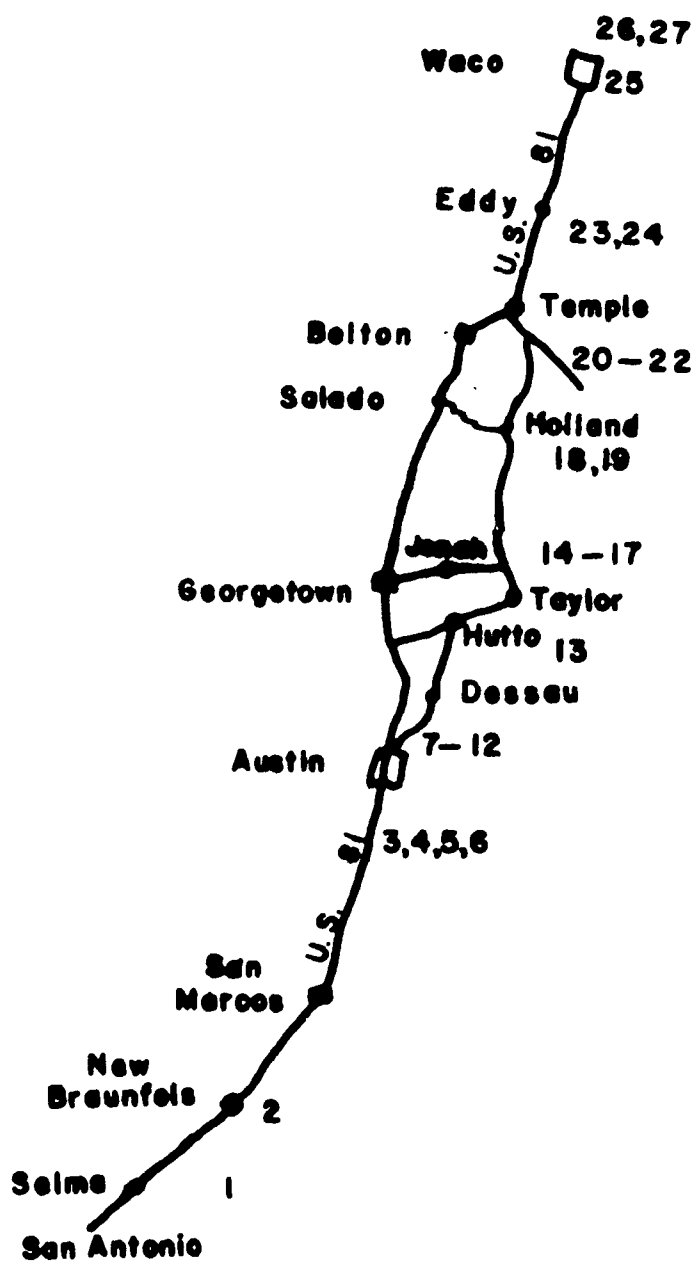 26,27
Waco
25
81
Eddy
U.S.
23,24
Temple
Belton
20-22
Salado
Holland
18,19
Jonah
14-17
Georgetown
Taylor
Hutto
13
Dessau
7-12
Austin
81
3,4,5,6
U.S.
San
Marcos
New
Braunfels
2
Selma
1
San Antonio